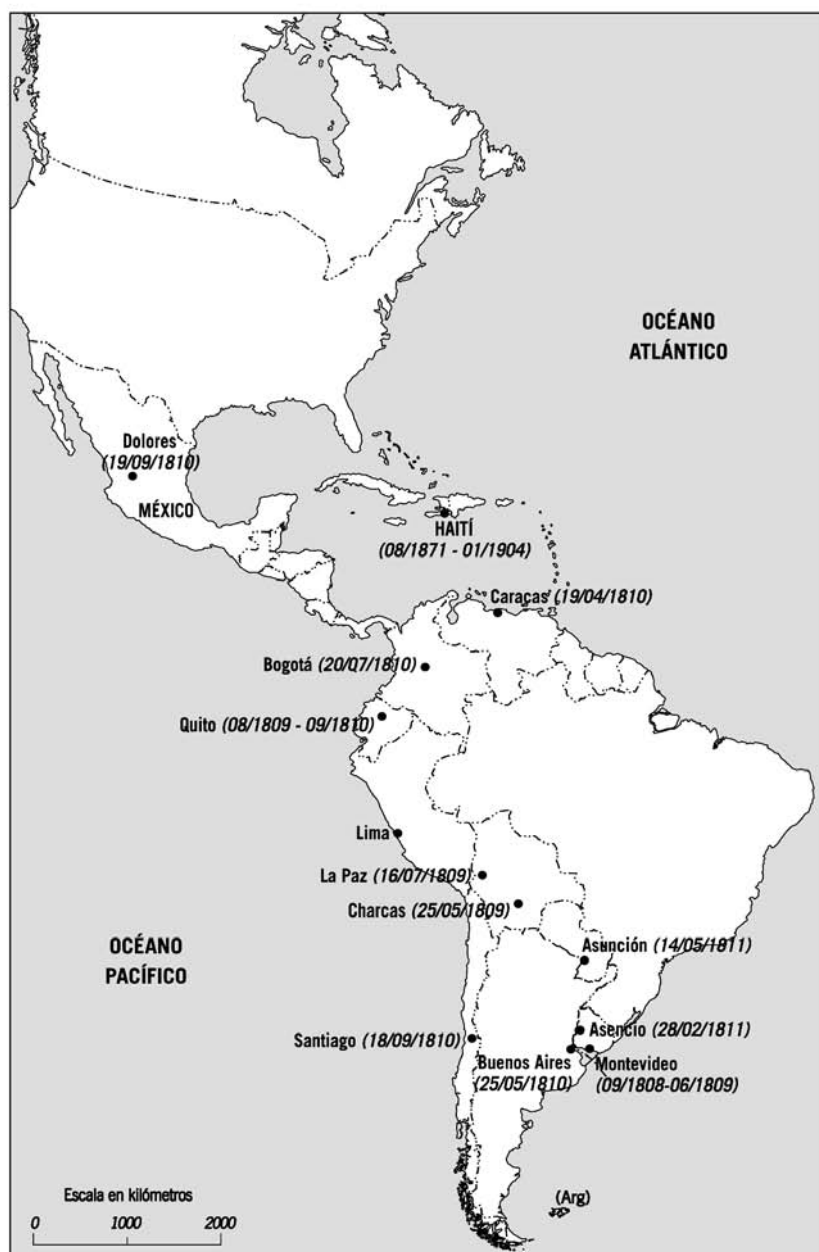 OCÉANO
ATLÁNTICO
Dolores
(19/09/1810)
MÉXICO
HAITÍ
(08/1871 - 01/1904)
Caracas (19/04/1810)
Bogotá (20/07/1810)
Quito (08/1809 - 09/1810)
Lima
La Paz (16/07/1809)
Charcas (25/05/1809)
OCÉANO
PACÍFICO
Asunción (14/05/1811)
Santiago (18/09/1810)
Asencio (28/02/1811)
Buenos Aires
(25/05/1810)
Montevideo
(09/1808-06/1809)
(Arg)
Escala en kilómetros
0 1000 2000